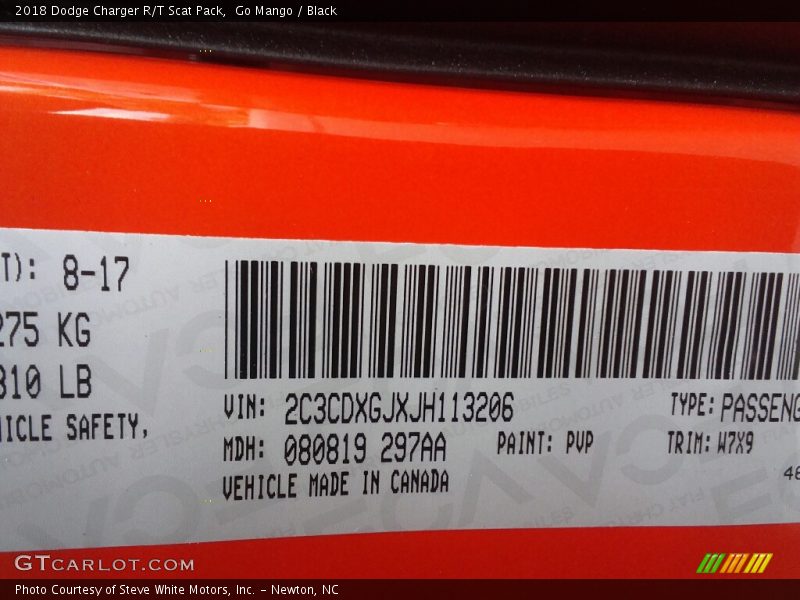 2018 Dodge Charger R/T Scat Pack, Go Mango / Black
T): 8-17
275 KG
810 LB
HICLE SAFETY,
VIN: 2C3CDXGJXJH113206
TYPE: PASSENG
MDH: 080819 297AA
PAINT: PVP
TRIM: W7X9
VEHICLE MADE IN CANADA
46
GTCARLOT.COM
Photo Courtesy of Steve White Motors, Inc. - Newton, NC